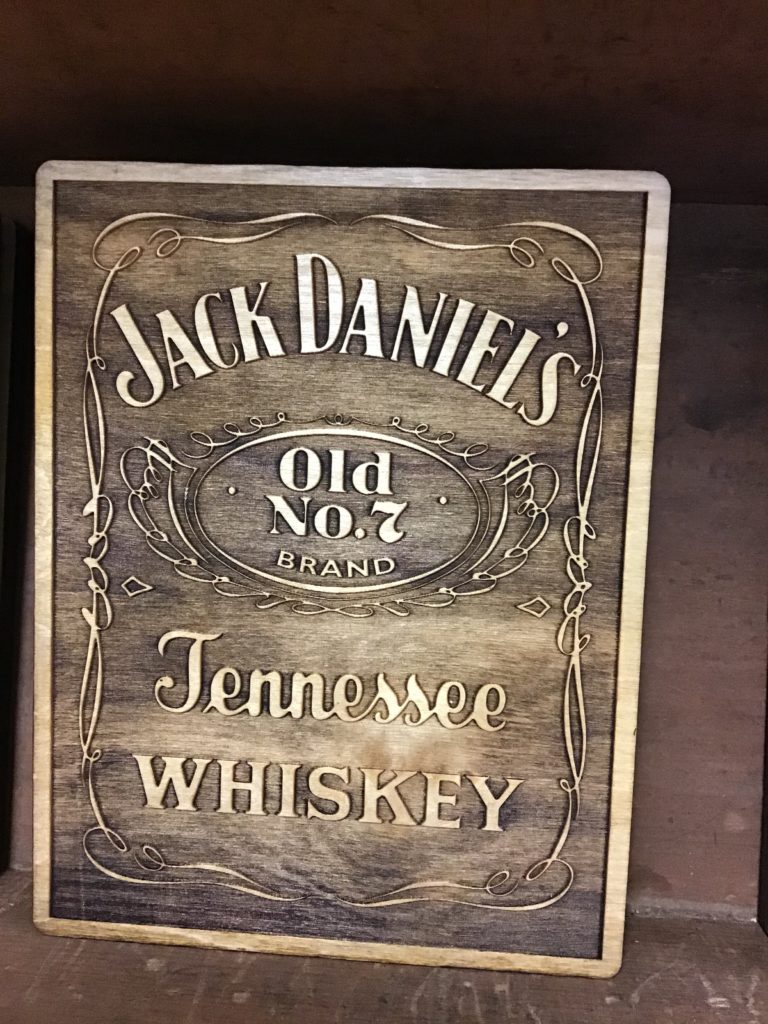 JACK DANIEL'S
Old
No.7
BRAND
Tennessee
WHISKEY